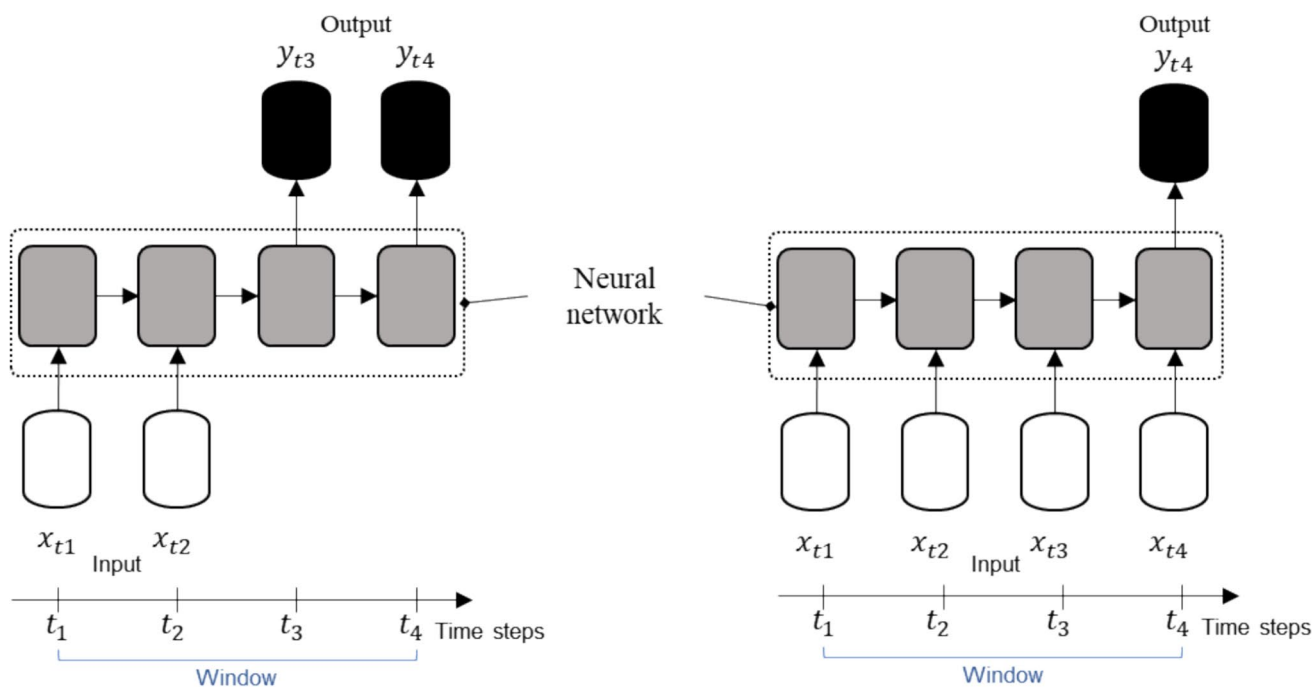 Output
y_{t3} y_{t4}
Neural
network
x_{t1} x_{t2}
Input
t_1 t_2 t_3 t_4 Time steps
Window
Output
y_{t4}
x_{t1} x_{t2} x_{t3} x_{t4}
Input
t_1 t_2 t_3 t_4 Time steps
Window